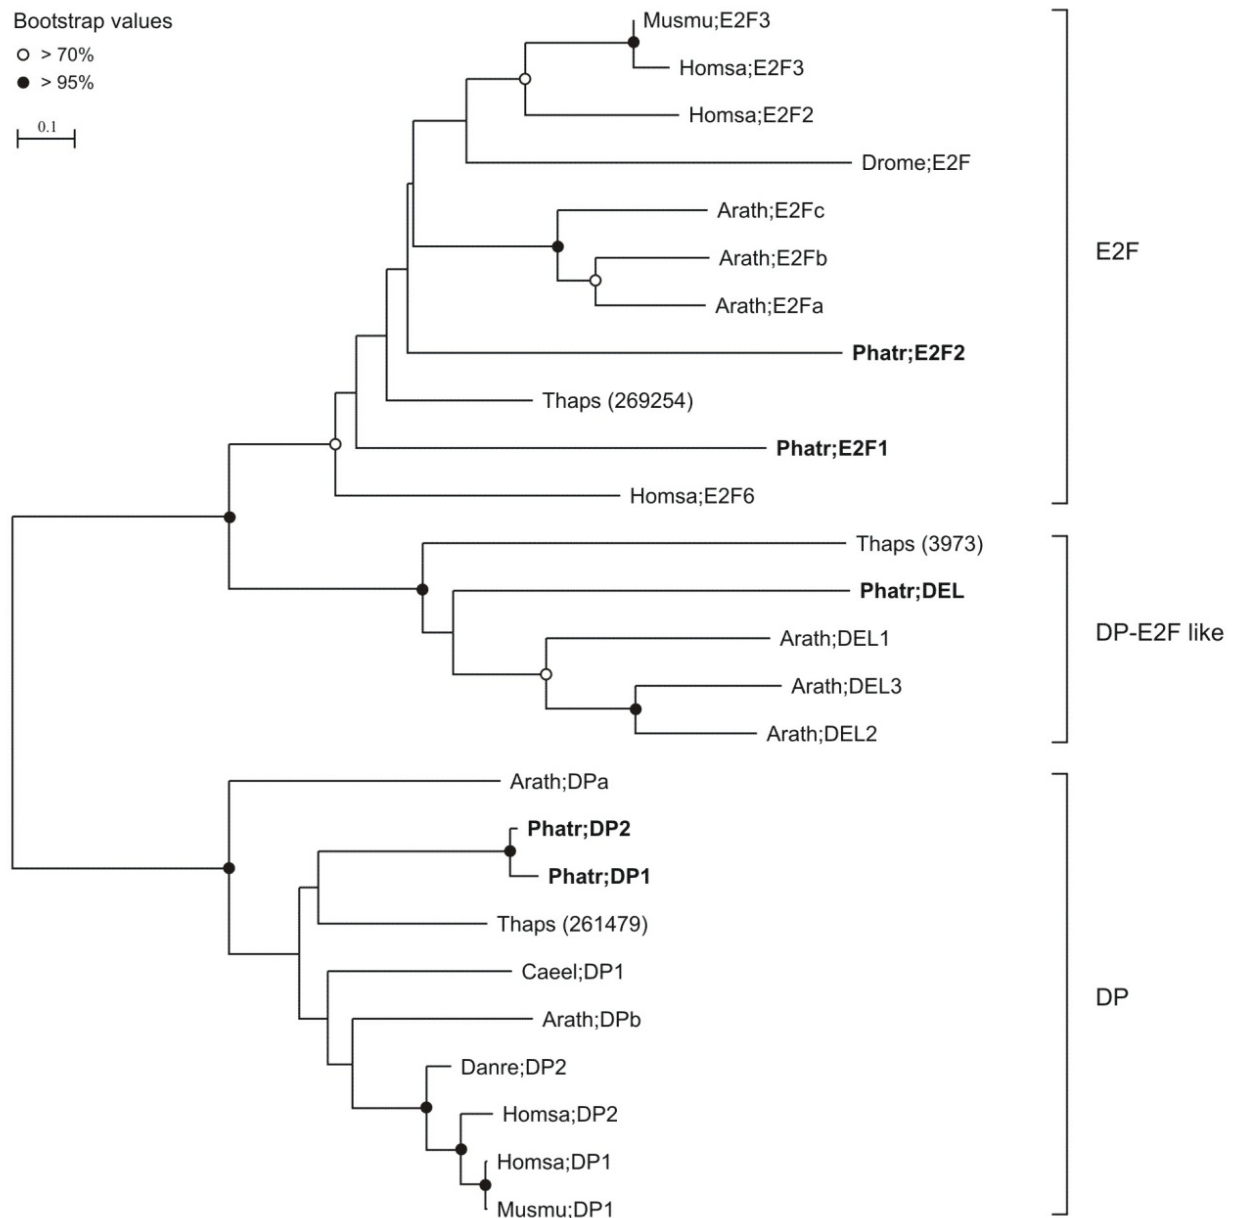 Bootstrap values
> 70%
> 95%
0.1
Musmu;E2F3
Homsa;E2F3
Homsa;E2F2
Drome;E2F
Arath;E2Fc
Arath;E2Fb
Arath;E2Fa
Phatr;E2F2
Thaps (269254)
Phatr;E2F1
Homsa;E2F6
E2F
Thaps (3973)
Phatr;DEL
Arath;DEL1
Arath;DEL3
Arath;DEL2
DP-E2F like
Arath;DPa
Phatr;DP2
Phatr;DP1
Thaps (261479)
Caeel;DP1
Arath;DPb
Danre;DP2
Homsa;DP2
Homsa;DP1
Musmu;DP1
DP